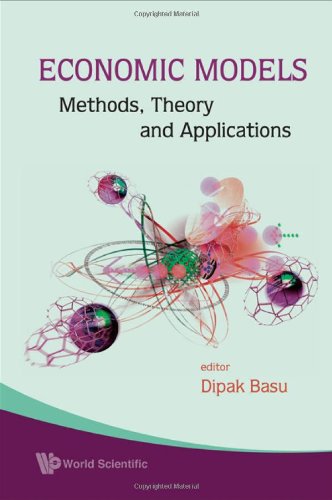 ECONOMIC MODELS
Methods, Theory
and Applications
editor
Dipak Basu
World Scientific